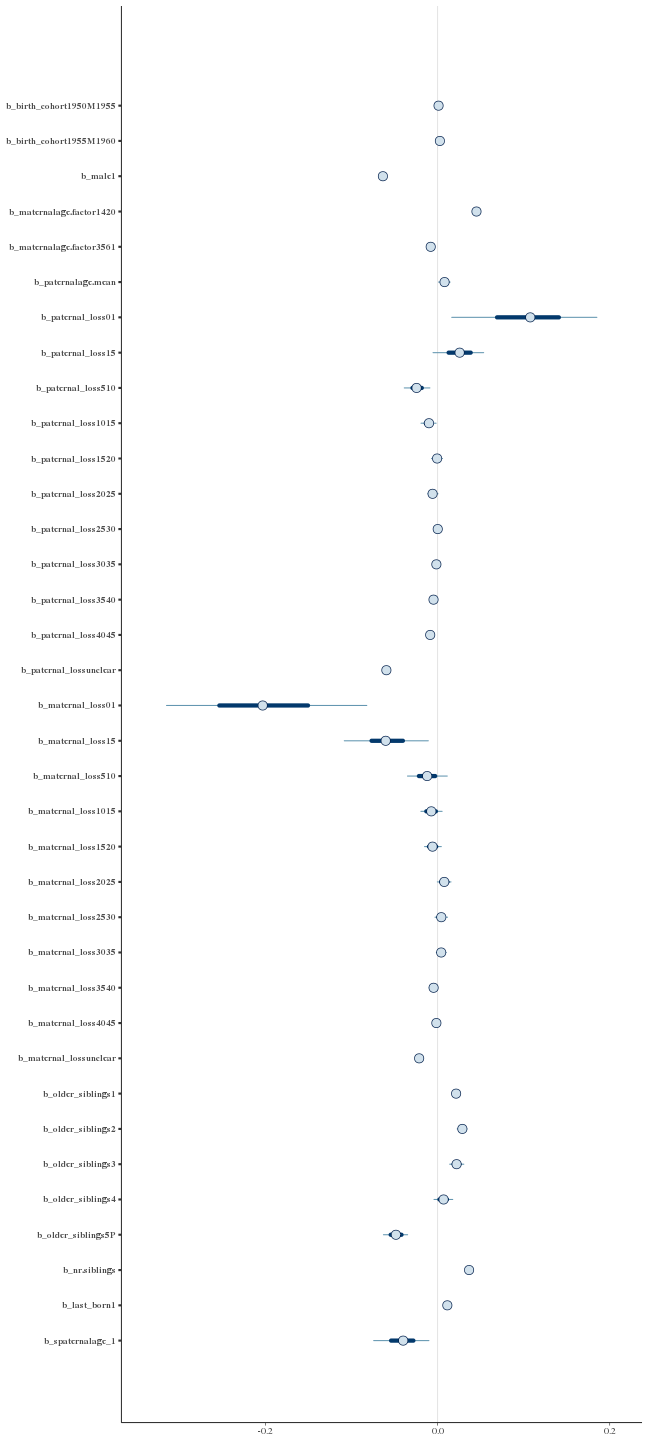 b_birth_cohort1950M1955
b_birth_cohort1955M1960
b_male1
b_maternalage.factor1420
b_maternalage.factor3561
b_paternalage.mean
b_paternal_loss01
b_paternal_loss15
b_paternal_loss510
b_paternal_loss1015
b_paternal_loss1520
b_paternal_loss2025
b_paternal_loss2530
b_paternal_loss3035
b_paternal_loss3540
b_paternal_loss4045
b_paternal_lossunclear
b_maternal_loss01
b_maternal_loss15
b_maternal_loss510
b_maternal_loss1015
b_maternal_loss1520
b_maternal_loss2025
b_maternal_loss2530
b_maternal_loss3035
b_maternal_loss3540
b_maternal_loss4045
b_maternal_lossunclear
b_older_siblings1
b_older_siblings2
b_older_siblings3
b_older_siblings4
b_older_siblings5P
b_nr.siblings
b_last_born1
b_spaternalage_1
-0.2 0.0 0.2